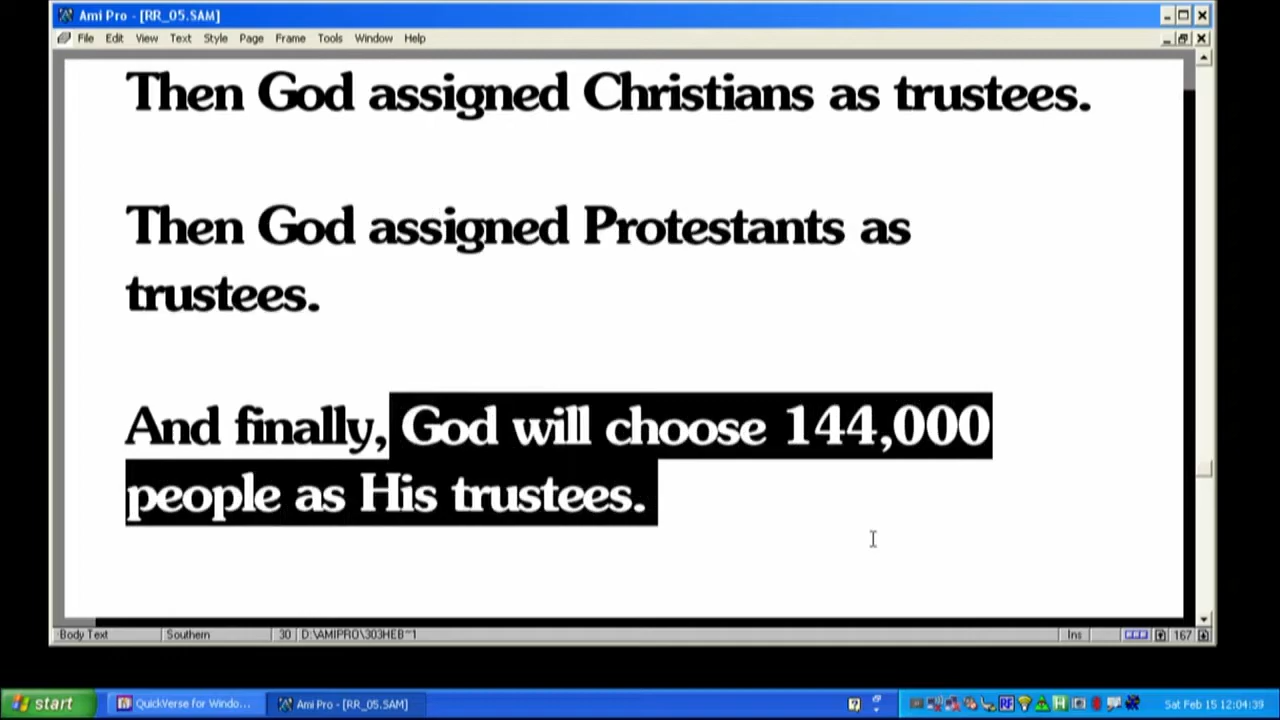 Ami Pro - [RR_05.SAM]
File Edit View Text Style Page Frame Tools Window Help
Then God assigned Christians as trustees.
Then God assigned Protestants as
trustees.
And finally, God will choose 144,000
people as His trustees.
Body Text Southern 30 D:\AMIPRO\303HEB~1 Ins 167
start QuickVerse for Windo... Ami Pro - [RR_05.SAM] RF H Sat Feb 15 12:04:39